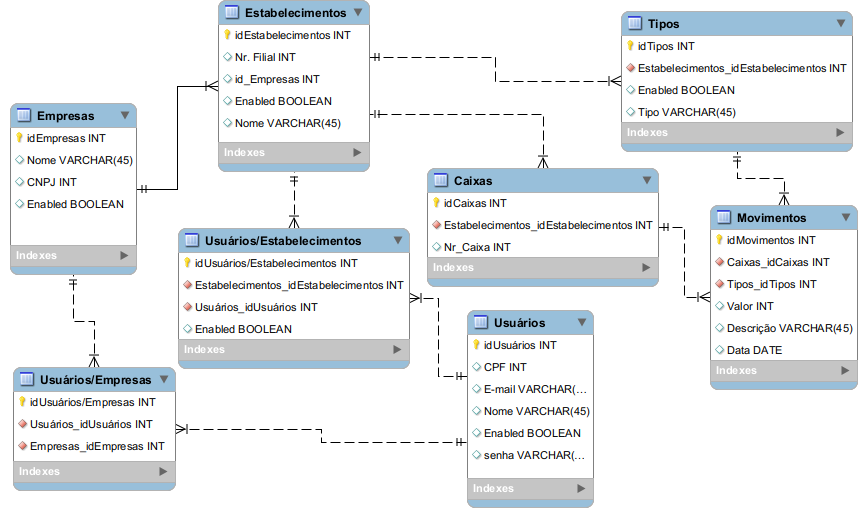 Estabelecimentos
idEstabelecimentos INT
Nr. Filial INT
id_Empresas INT
Enabled BOOLEAN
Nome VARCHAR(45)
Indexes
Tipos
idTipos INT
Estabelecimentos_idEstabelecimentos INT
Enabled BOOLEAN
Tipo VARCHAR(45)
Indexes
Empresas
idEmpresas INT
Nome VARCHAR(45)
CNPJ INT
Enabled BOOLEAN
Indexes
Caixas
idCaixas INT
Estabelecimentos_idEstabelecimentos INT
Nr_Caixa INT
Indexes
Movimentos
idMovimentos INT
Caixas_idCaixas INT
Tipos_idTipos INT
Valor INT
Descrição VARCHAR(45)
Data DATE
Indexes
Usuários/Estabelecimentos
idUsuários/Estabelecimentos INT
Estabelecimentos_idEstabelecimentos INT
Usuários_idUsuários INT
Enabled BOOLEAN
Indexes
Usuários
idUsuários INT
CPF INT
E-mail VARCHAR(...
Nome VARCHAR(45)
Enabled BOOLEAN
senha VARCHAR(...
Indexes
Usuários/Empresas
idUsuários/Empresas INT
Usuários_idUsuários INT
Empresas_idEmpresas INT
Indexes